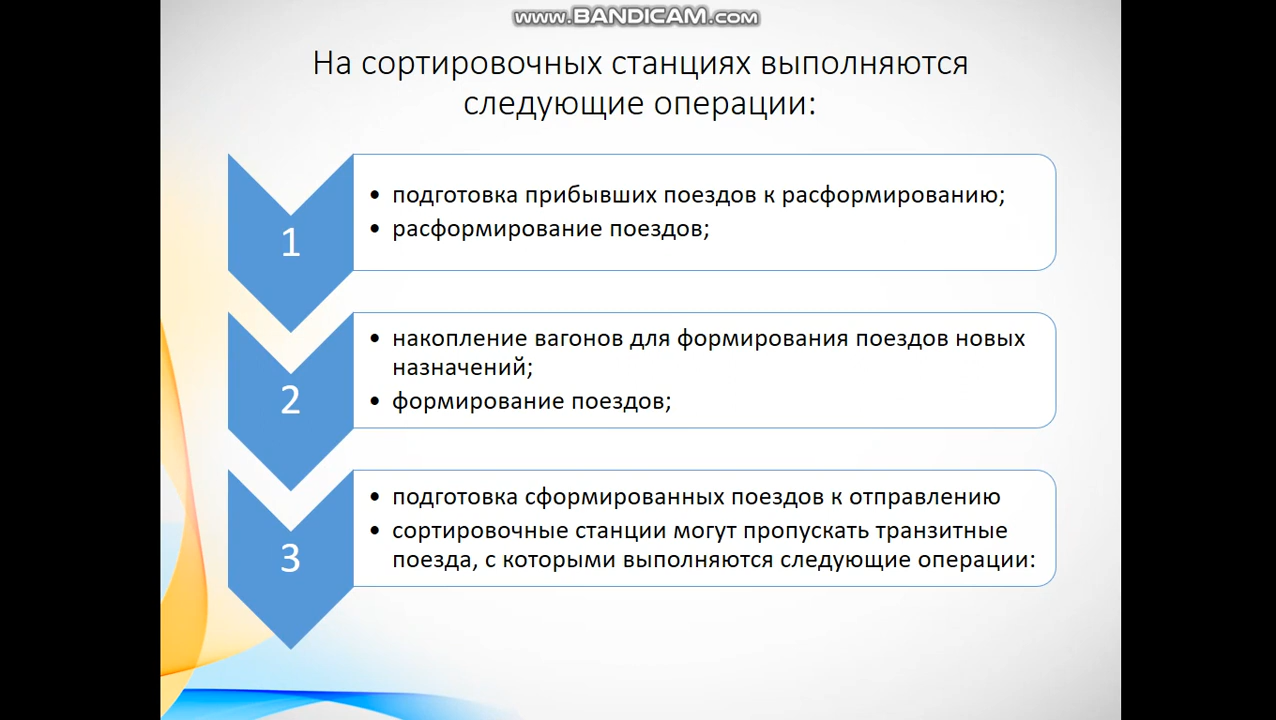 www.BANDICAM.com
На сортировочных станциях выполняются
следующие операции:
1
• подготовка прибывших поездов к расформированию;
• расформирование поездов;
2
• накопление вагонов для формирования поездов новых
назначений;
• формирование поездов;
3
• подготовка сформированных поездов к отправлению
• сортировочные станции могут пропускать транзитные
поезда, с которыми выполняются следующие операции: